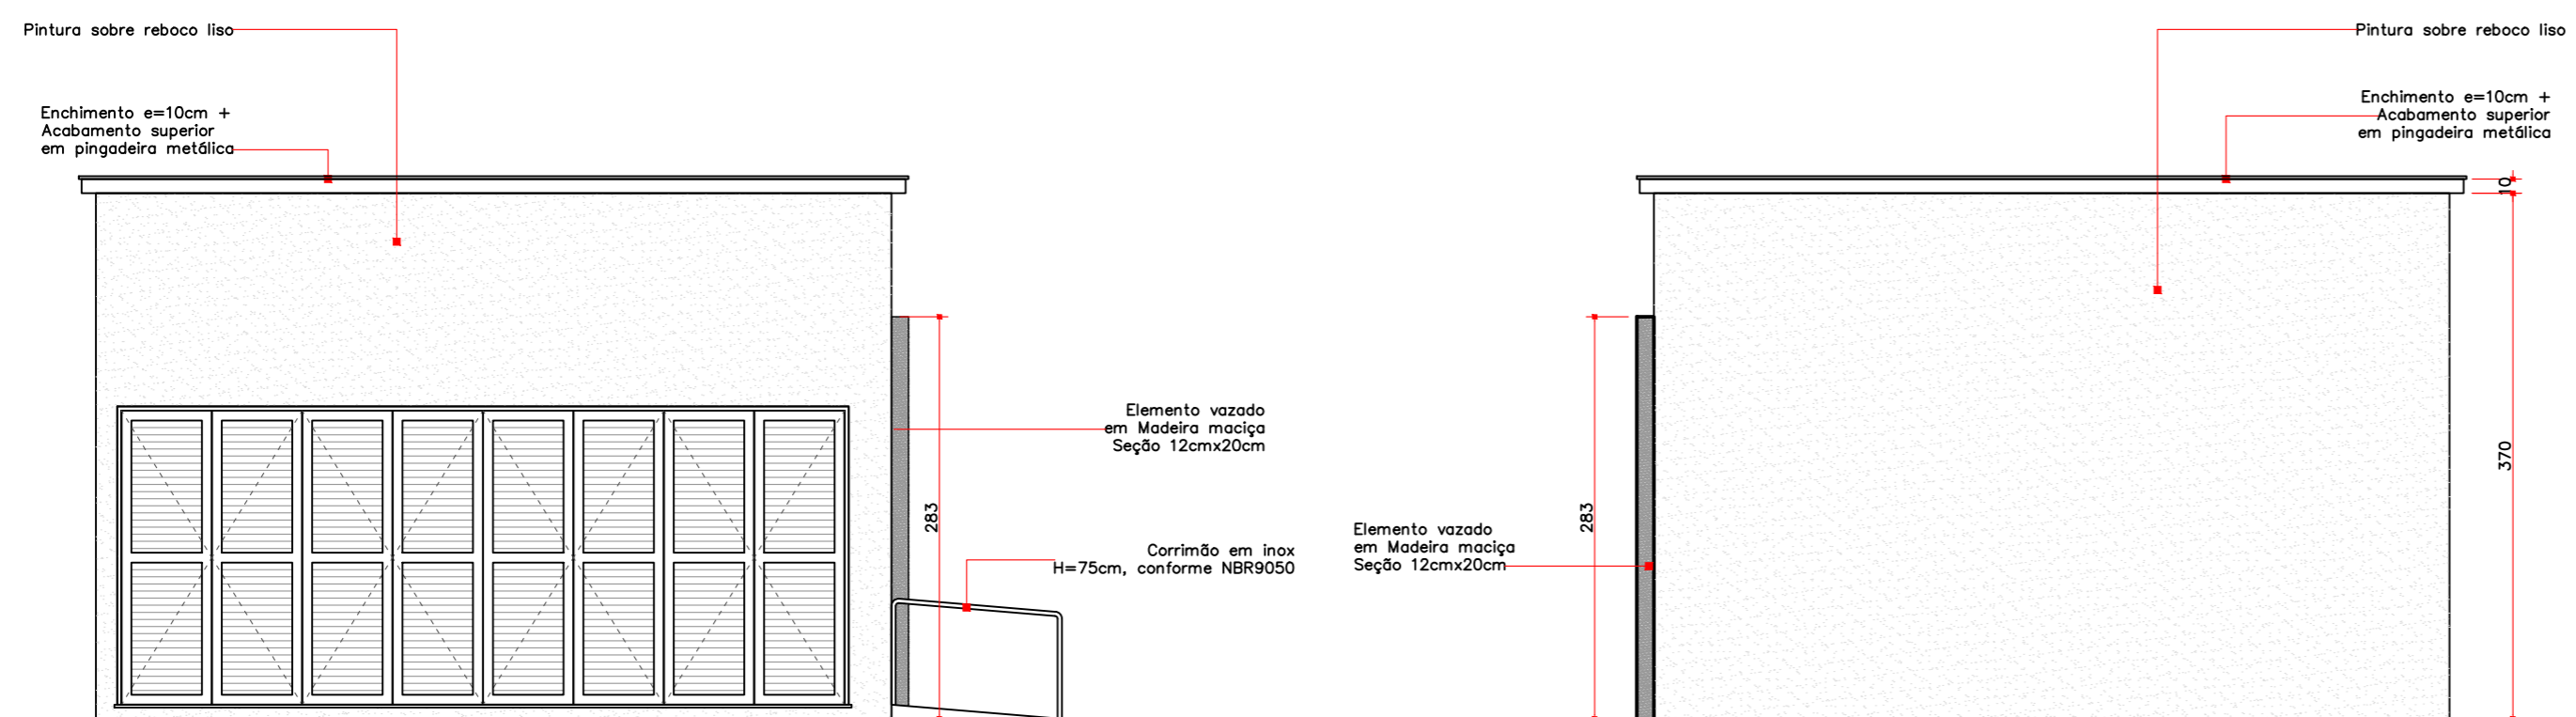 Pintura sobre reboco liso
Enchimento e=10cm +
Acabamento superior
em pingadeira metálica
283
Elemento vazado
em Madeira maciça
Seção 12cmx20cm
Corrimão em inox
H=75cm, conforme NBR9050
Pintura sobre reboco liso
Enchimento e=10cm +
Acabamento superior
em pingadeira metálica
10
370
283
Elemento vazado
em Madeira maciça
Seção 12cmx20cm